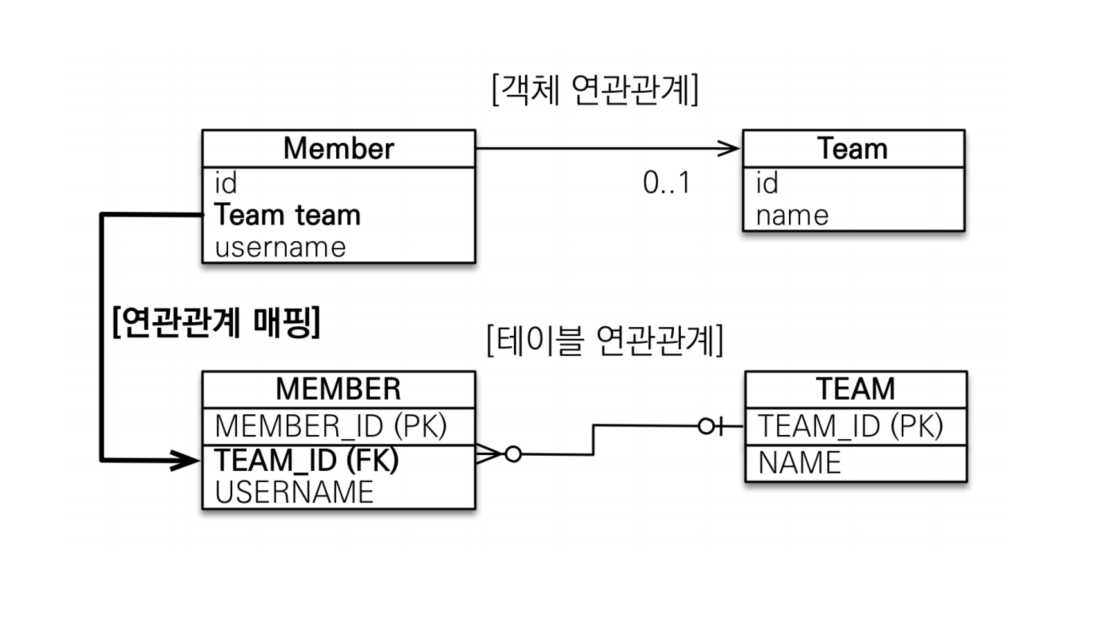 [객체 연관관계]
Member
id
Team team
username
0..1
Team
id
name
[연관관계 매핑]
[테이블 연관관계]
MEMBER
MEMBER_ID (PK)
TEAM_ID (FK)
USERNAME
TEAM
TEAM_ID (PK)
NAME